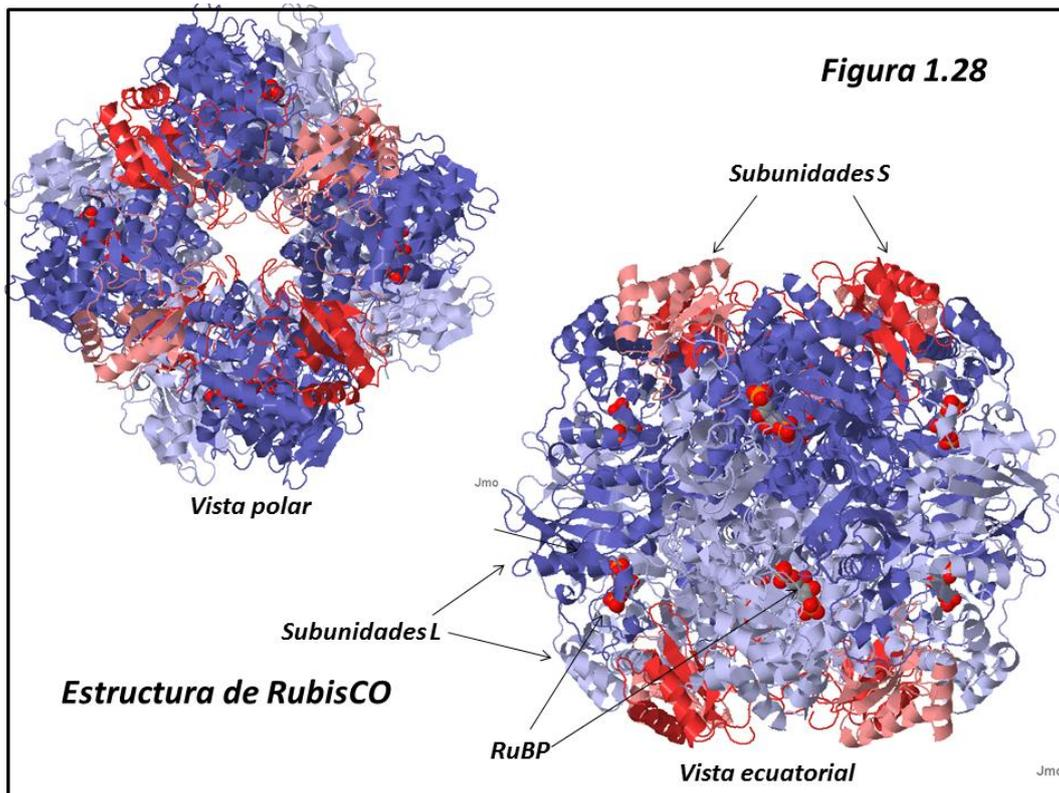 Figura 1.28
Subunidades S
Jmo
Vista polar
Subunidades L
Estructura de RubisCO
RuBP
Vista ecuatorial
Jmo